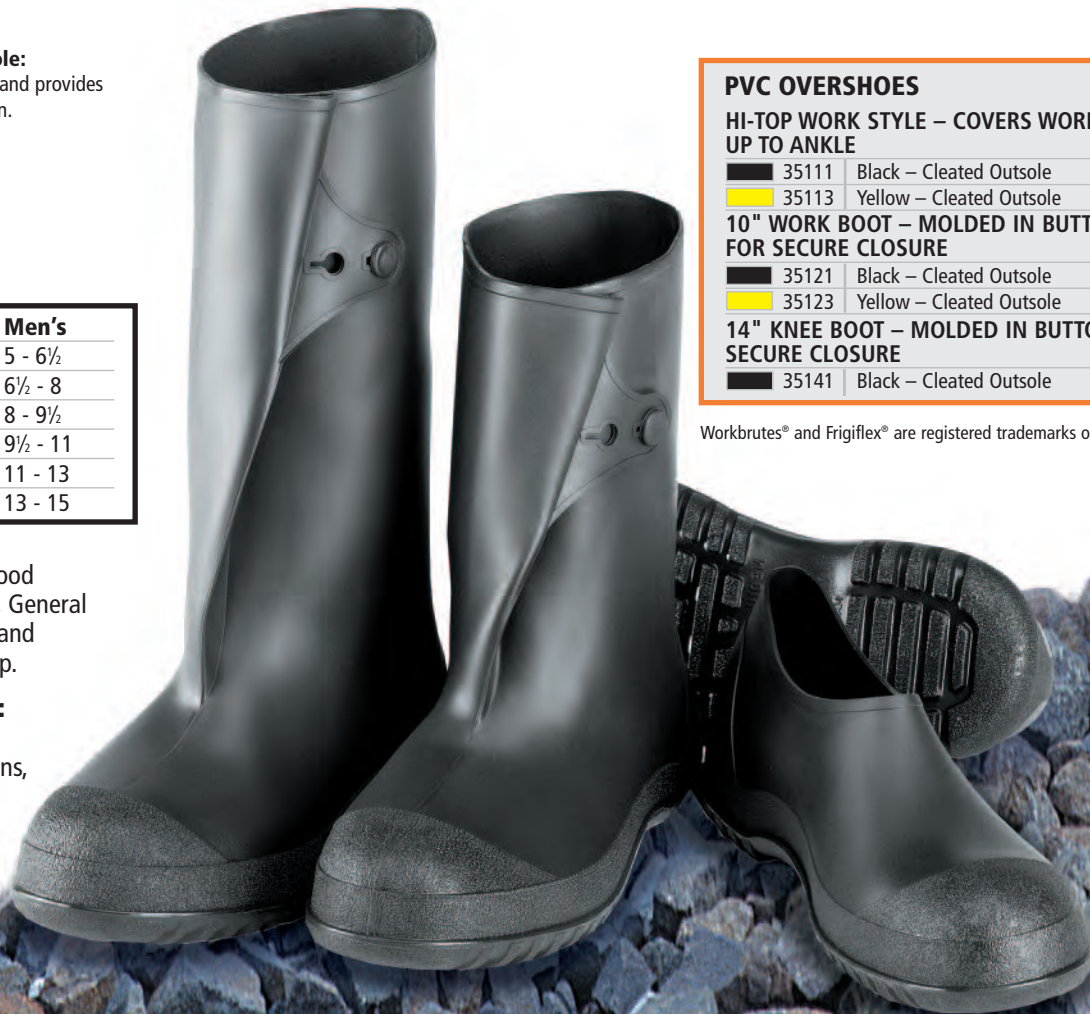 ole:
and provides
n.
Men's
5 - 6½
6½ - 8
8 - 9½
9½ - 11
11 - 13
13 - 15
ood
General
and
p.
:
ns,
PVC OVERSHOES
HI-TOP WORK STYLE – COVERS WOR
UP TO ANKLE
35111 Black – Cleated Outsole
35113 Yellow – Cleated Outsole
10" WORK BOOT – MOLDED IN BUTT
FOR SECURE CLOSURE
35121 Black – Cleated Outsole
35123 Yellow – Cleated Outsole
14" KNEE BOOT – MOLDED IN BUTTO
SECURE CLOSURE
35141 Black – Cleated Outsole
Workbrutes® and Frigiflex® are registered trademarks o